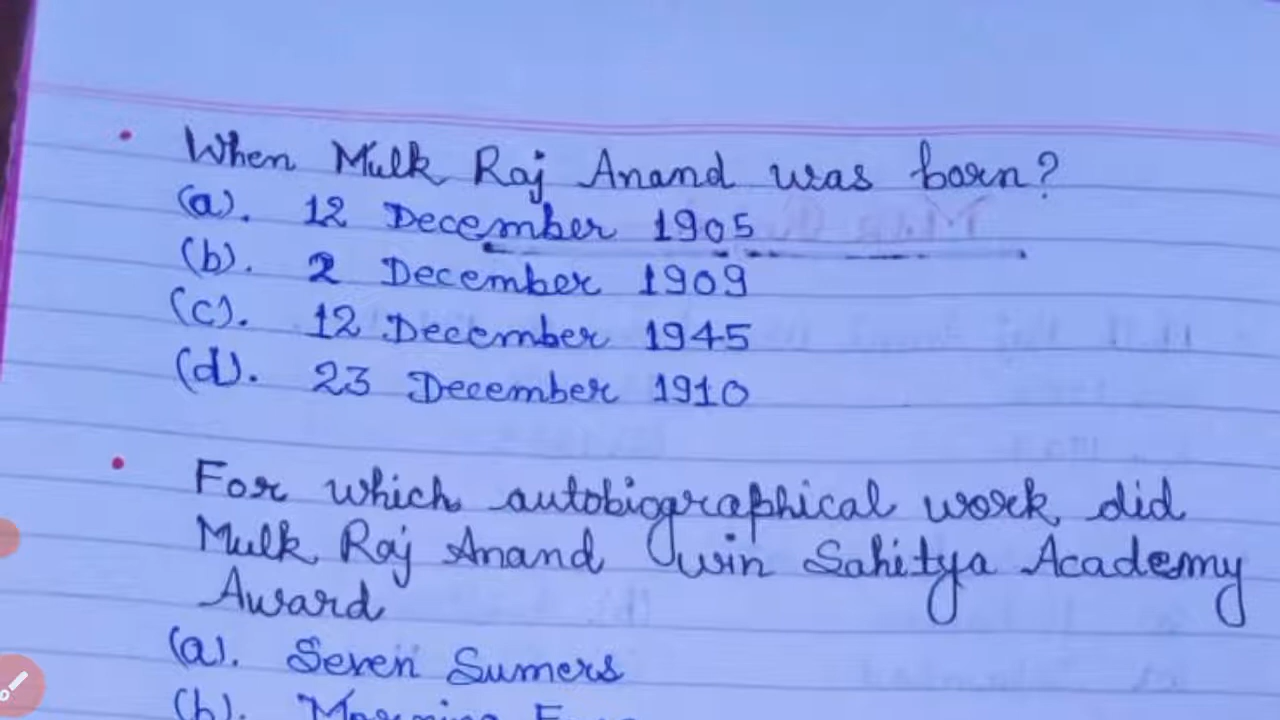 • When Mulk Raj Anand was born?
(a). 12 December 1905
(b). 2 December 1909
(c). 12 December 1945
(d). 23 December 1910
• For which autobiographical work did
Mulk Raj Anand win Sahitya Academy
Award
(a). Seven Sumers
(b). Morning